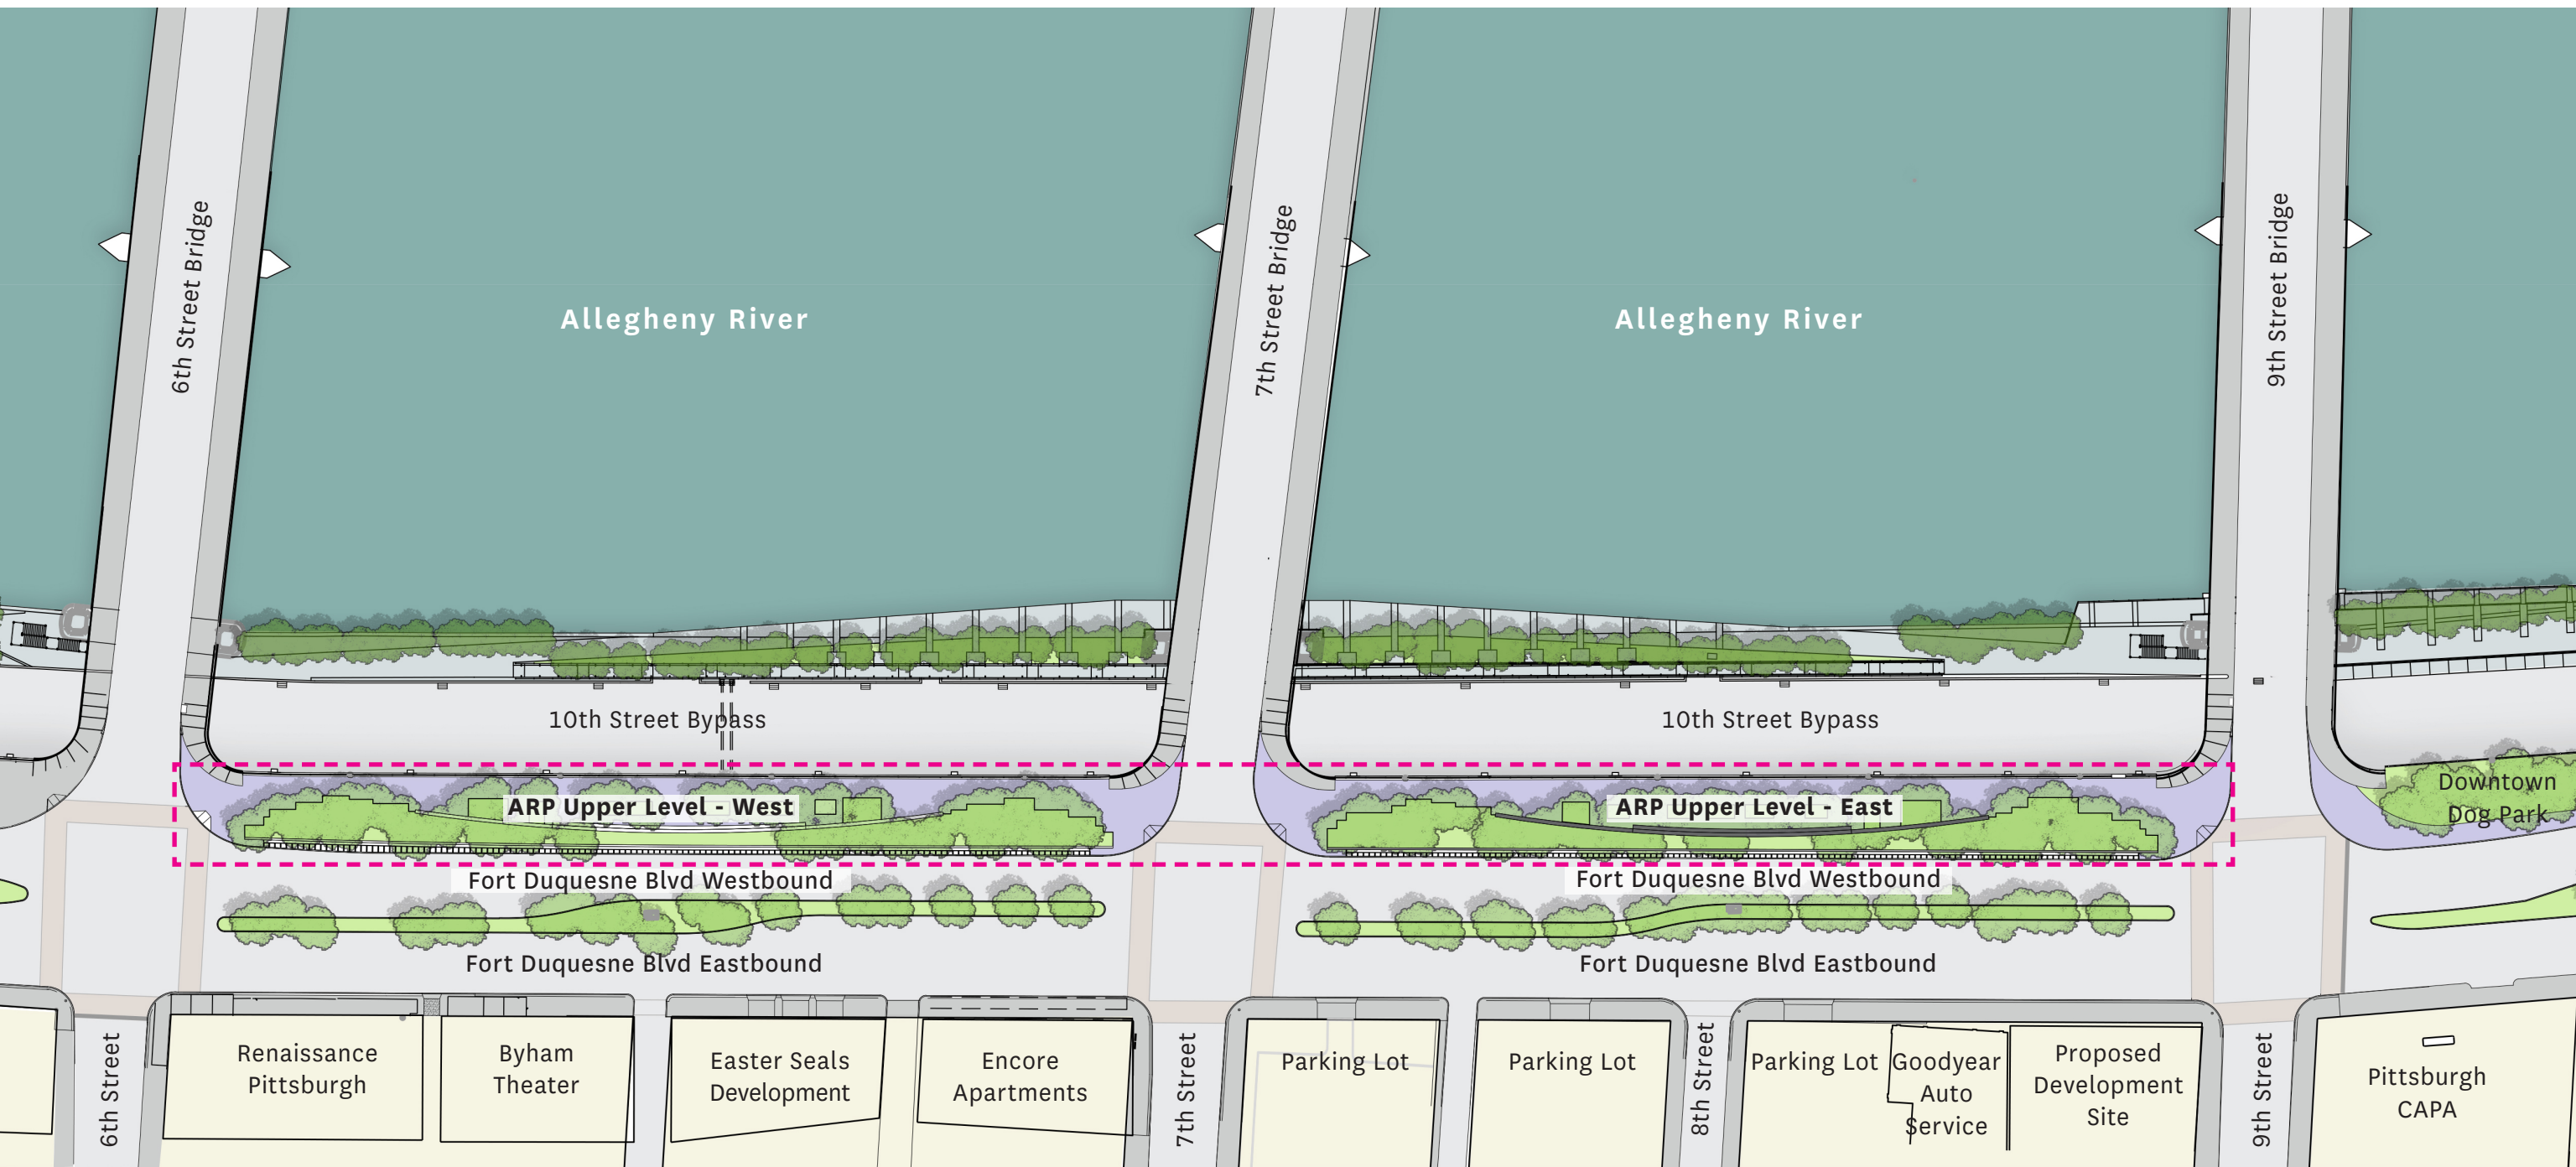 6th Street Bridge
7th Street Bridge
9th Street Bridge
Allegheny River
Allegheny River
10th Street Bypass
10th Street Bypass
ARP Upper Level - West
ARP Upper Level - East
Downtown
Dog Park
Fort Duquesne Blvd Westbound
Fort Duquesne Blvd Westbound
Fort Duquesne Blvd Eastbound
Fort Duquesne Blvd Eastbound
6th Street
Renaissance
Pittsburgh
Byham
Theater
Easter Seals
Development
Encore
Apartments
7th Street
Parking Lot
Parking Lot
8th Street
Parking Lot
Goodyear
Auto
Service
Proposed
Development
Site
9th Street
Pittsburgh
CAPA